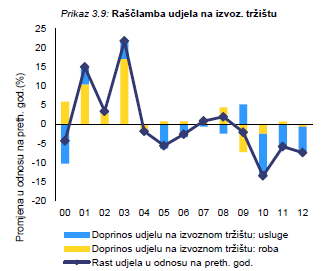 Prikaz 3.9: Raščlamba udjela na izvoz. tržištu
Promjena u odnosu na preth. god.(%)
25
20
15
10
5
0
-5
-10
-15
-20
00 01 02 03 04 05 06 07 08 09 10 11 12
Doprinos udjelu na izvoznom tržištu: usluge
Doprinos udjelu na izvoznom tržištu: roba
Rast udjela u odnosu na preth. god.